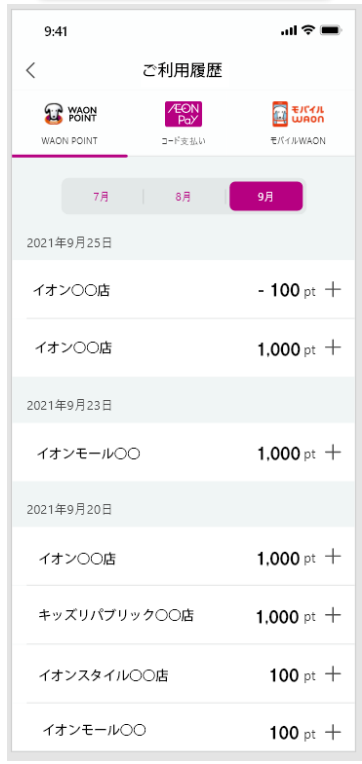 9:41
ご利用履歴
WAON POINT
AEON Pay
モバイル WAON
WAON POINT
コード支払い
モバイルWAON
7月 8月 9月
2021年9月25日
イオン〇〇店 - 100 pt +
イオン〇〇店 1,000 pt +
2021年9月23日
イオンモール〇〇 1,000 pt +
2021年9月20日
イオン〇〇店 1,000 pt +
キッズリパブリック〇〇店 1,000 pt +
イオンスタイル〇〇店 100 pt +
イオンモール〇〇 100 pt +